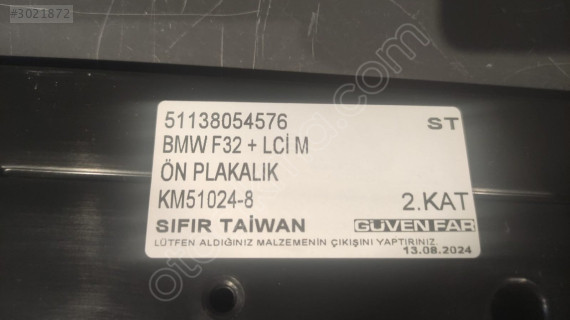 #3021872
51138054576 ST
BMW F32 + LCİ M
ÖN PLAKALIK
KM51024-8 2.KAT
SIFIR TAİWAN GÜVEN FAR
LÜTFEN ALDIĞINIZ MALZEMENİN ÇIKIŞINI YAPTIRINIZ
13.08.2024